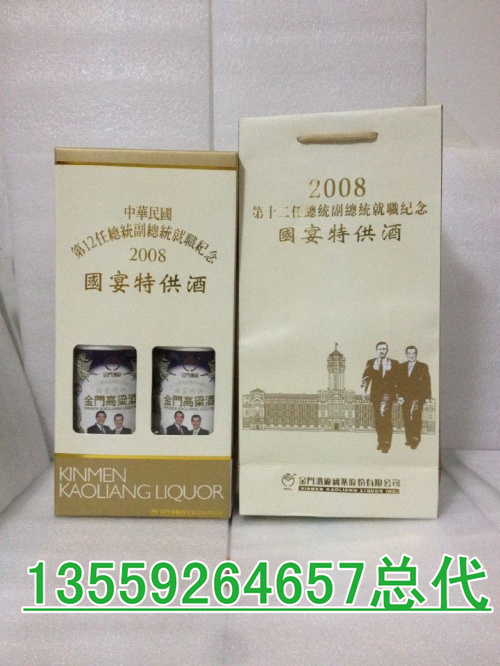 中華民國
第12任總統副總統就職紀念
2008
國宴特供酒
金門高粱酒
金門高粱酒
KINMEN
KAOLIANG LIQUOR
2008
第十二任總統副總統就職紀念
國宴特供酒
金門酒廠實業股份有限公司
KINMEN KAOLIANG LIQUOR INC.
13559264657总代